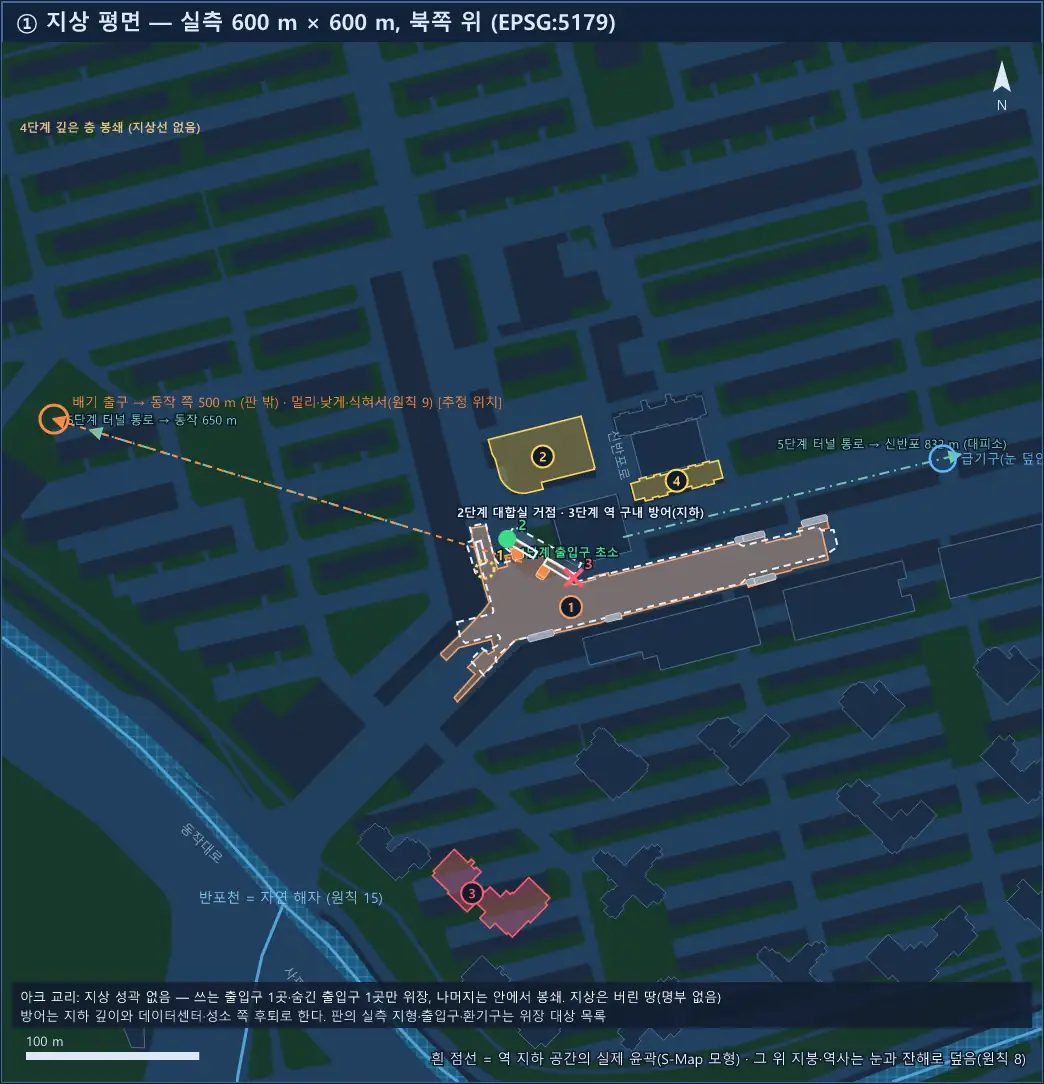 ① 지상 평면 — 실측 600 m × 600 m, 북쪽 위 (EPSG:5179)
N
4단계 깊은 층 봉쇄 (지상선 없음)
배기 출구 → 동작 쪽 500 m (판 밖) · 멀리·낮게·식혀서(원칙 9) [추정 위치]
5단계 터널 통로 → 동작 650 m
신반포로
5단계 터널 통로 → 신반포 832 m (대피소)
급기구(눈 덮인
2
4
2단계 대합실 거점 · 3단계 역 구내 방어(지하)
2
1
단계 출입구 초소
3
1
동작대로
반포천 = 자연 해자 (원칙 15)
3
아크 교리: 지상 성곽 없음 — 쓰는 출입구 1곳·숨긴 출입구 1곳만 위장, 나머지는 안에서 봉쇄. 지상은 버린 땅(명부 없음)
방어는 지하 깊이와 데이터센터·성소 쪽 후퇴로 한다. 판의 실측 지형·출입구·환기구는 위장 대상 목록
100 m
흰 점선 = 역 지하 공간의 실제 윤곽(S-Map 모형) · 그 위 지붕·역사는 눈과 잔해로 덮음(원칙 8)